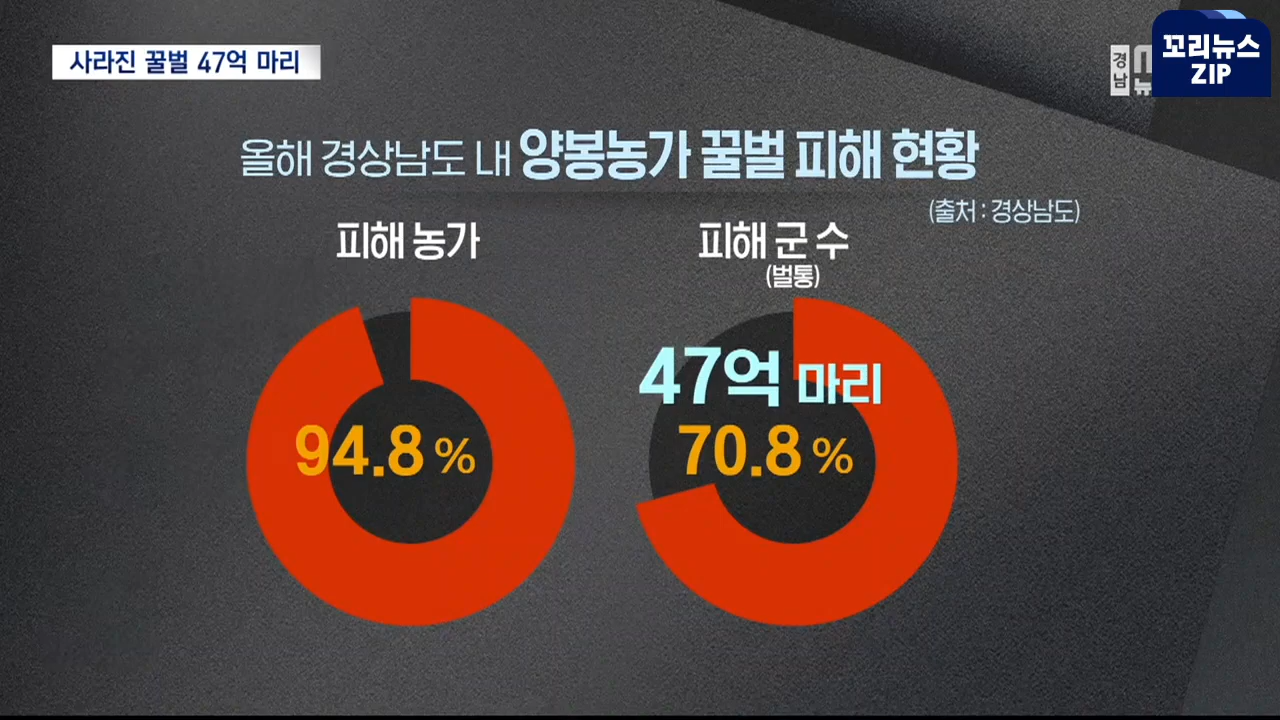 사라진 꿀벌 47억 마리
꼬리뉴스
ZIP
경남
올해 경상남도 내 양봉농가 꿀벌 피해 현황
(출처 : 경상남도)
피해 농가
피해 군 수
(벌통)
47억 마리
94.8 %
70.8 %